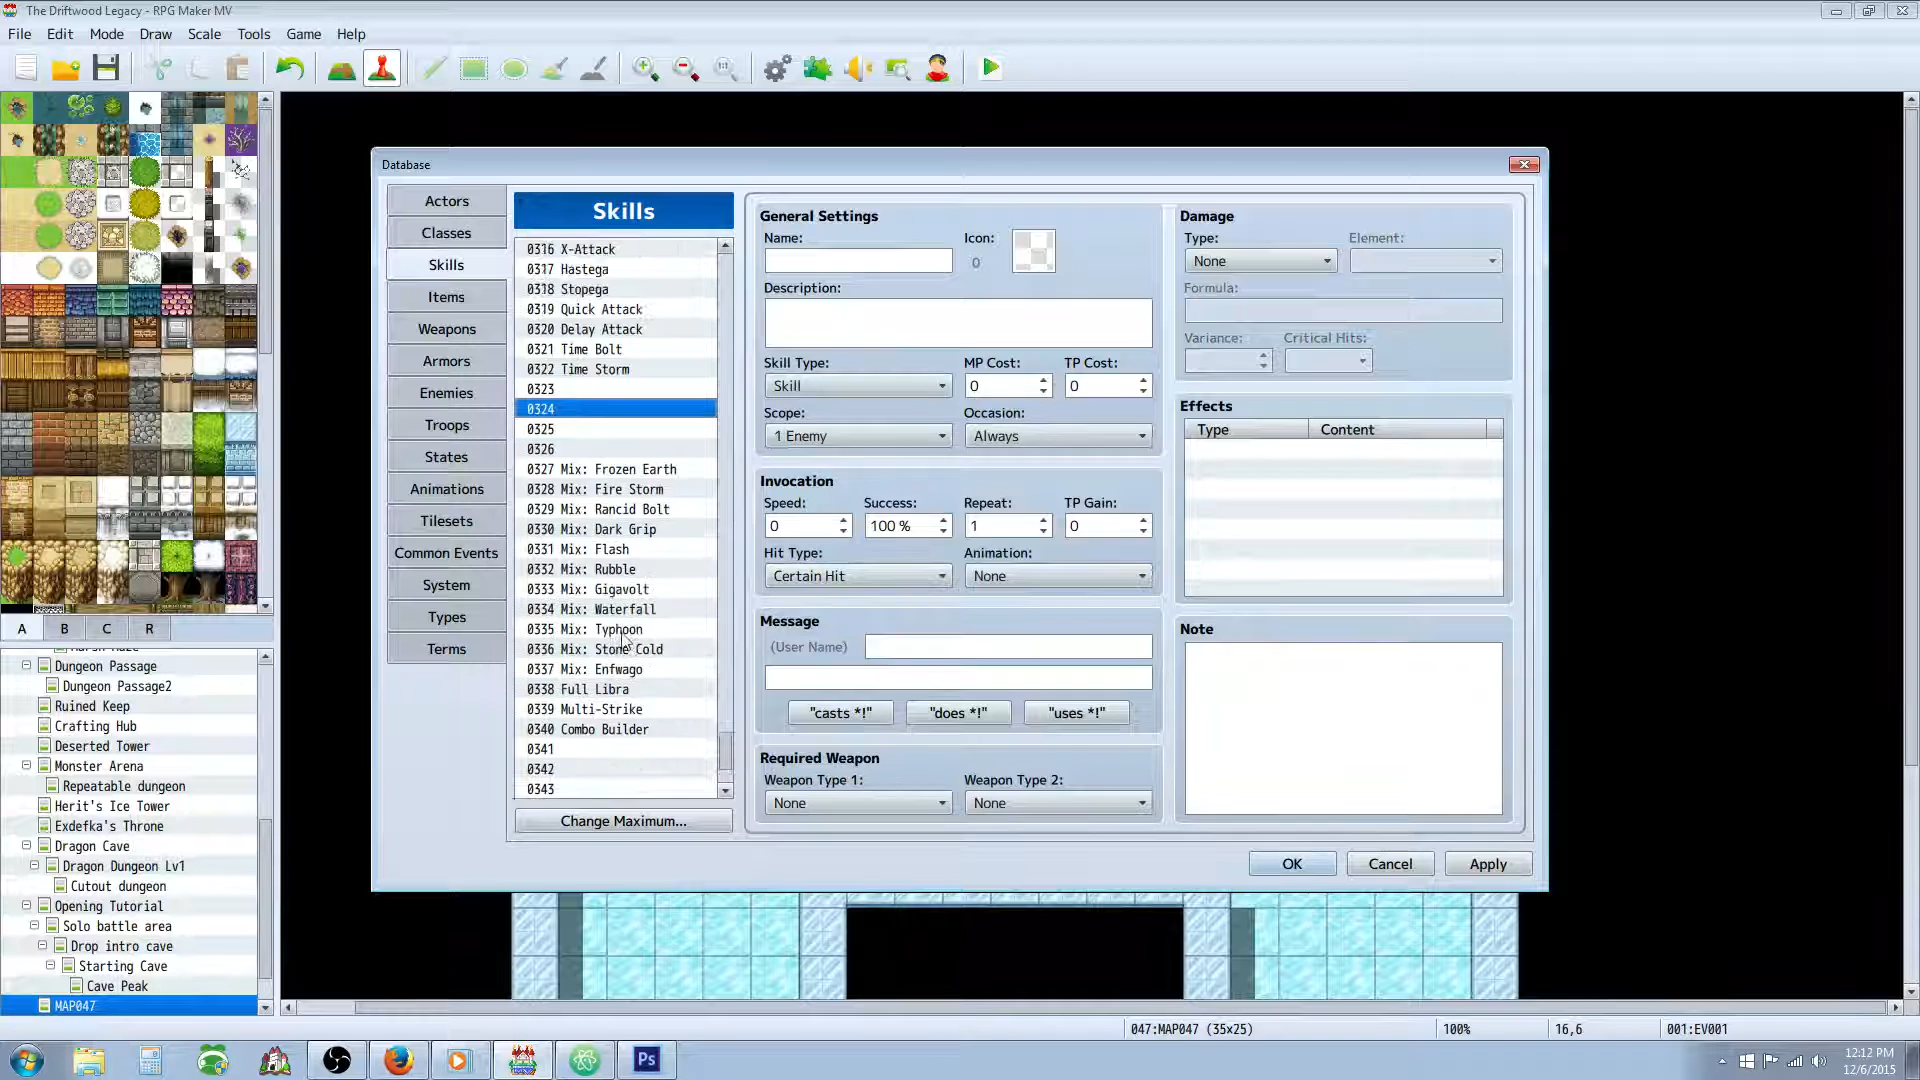 The Driftwood Legacy - RPG Maker MV
File Edit Mode Draw Scale Tools Game Help
Database
Actors
Classes
Skills
Items
Weapons
Armors
Enemies
Troops
States
Animations
Tilesets
Common Events
System
Types
Terms
Skills
0316 X-Attack
0317 Hastega
0318 Stopega
0319 Quick Attack
0320 Delay Attack
0321 Time Bolt
0322 Time Storm
0323
0324
0325
0326
0327 Mix: Frozen Earth
0328 Mix: Fire Storm
0329 Mix: Rancid Bolt
0330 Mix: Dark Grip
0331 Mix: Flash
0332 Mix: Rubble
0333 Mix: Gigavolt
0334 Mix: Waterfall
0335 Mix: Typhoon
0336 Mix: Stone Cold
0337 Mix: Enfwago
0338 Full Libra
0339 Multi-Strike
0340 Combo Builder
0341
0342
0343
Change Maximum...
General Settings
Name: Icon:
0
Description:
Skill Type: MP Cost: TP Cost:
Skill 0 0
Scope: Occasion:
1 Enemy Always
Invocation
Speed: Success: Repeat: TP Gain:
0 100 % 1 0
Hit Type: Animation:
Certain Hit None
Message
(User Name)
"casts *!" "does *!" "uses *!"
Required Weapon
Weapon Type 1: Weapon Type 2:
None None
Damage
Type: Element:
None
Formula:
Variance: Critical Hits:
Effects
Type Content
Note
OK Cancel Apply
A B C R
Dungeon Passage
Dungeon Passage2
Ruined Keep
Crafting Hub
Deserted Tower
Monster Arena
Repeatable dungeon
Herit's Ice Tower
Exdefka's Throne
Dragon Cave
Dragon Dungeon Lv1
Cutout dungeon
Opening Tutorial
Solo battle area
Drop intro cave
Starting Cave
Cave Peak
MAP047
047:MAP047 (35x25) 100% 16,6 001:EV001
Ps
12:12 PM
12/6/2015